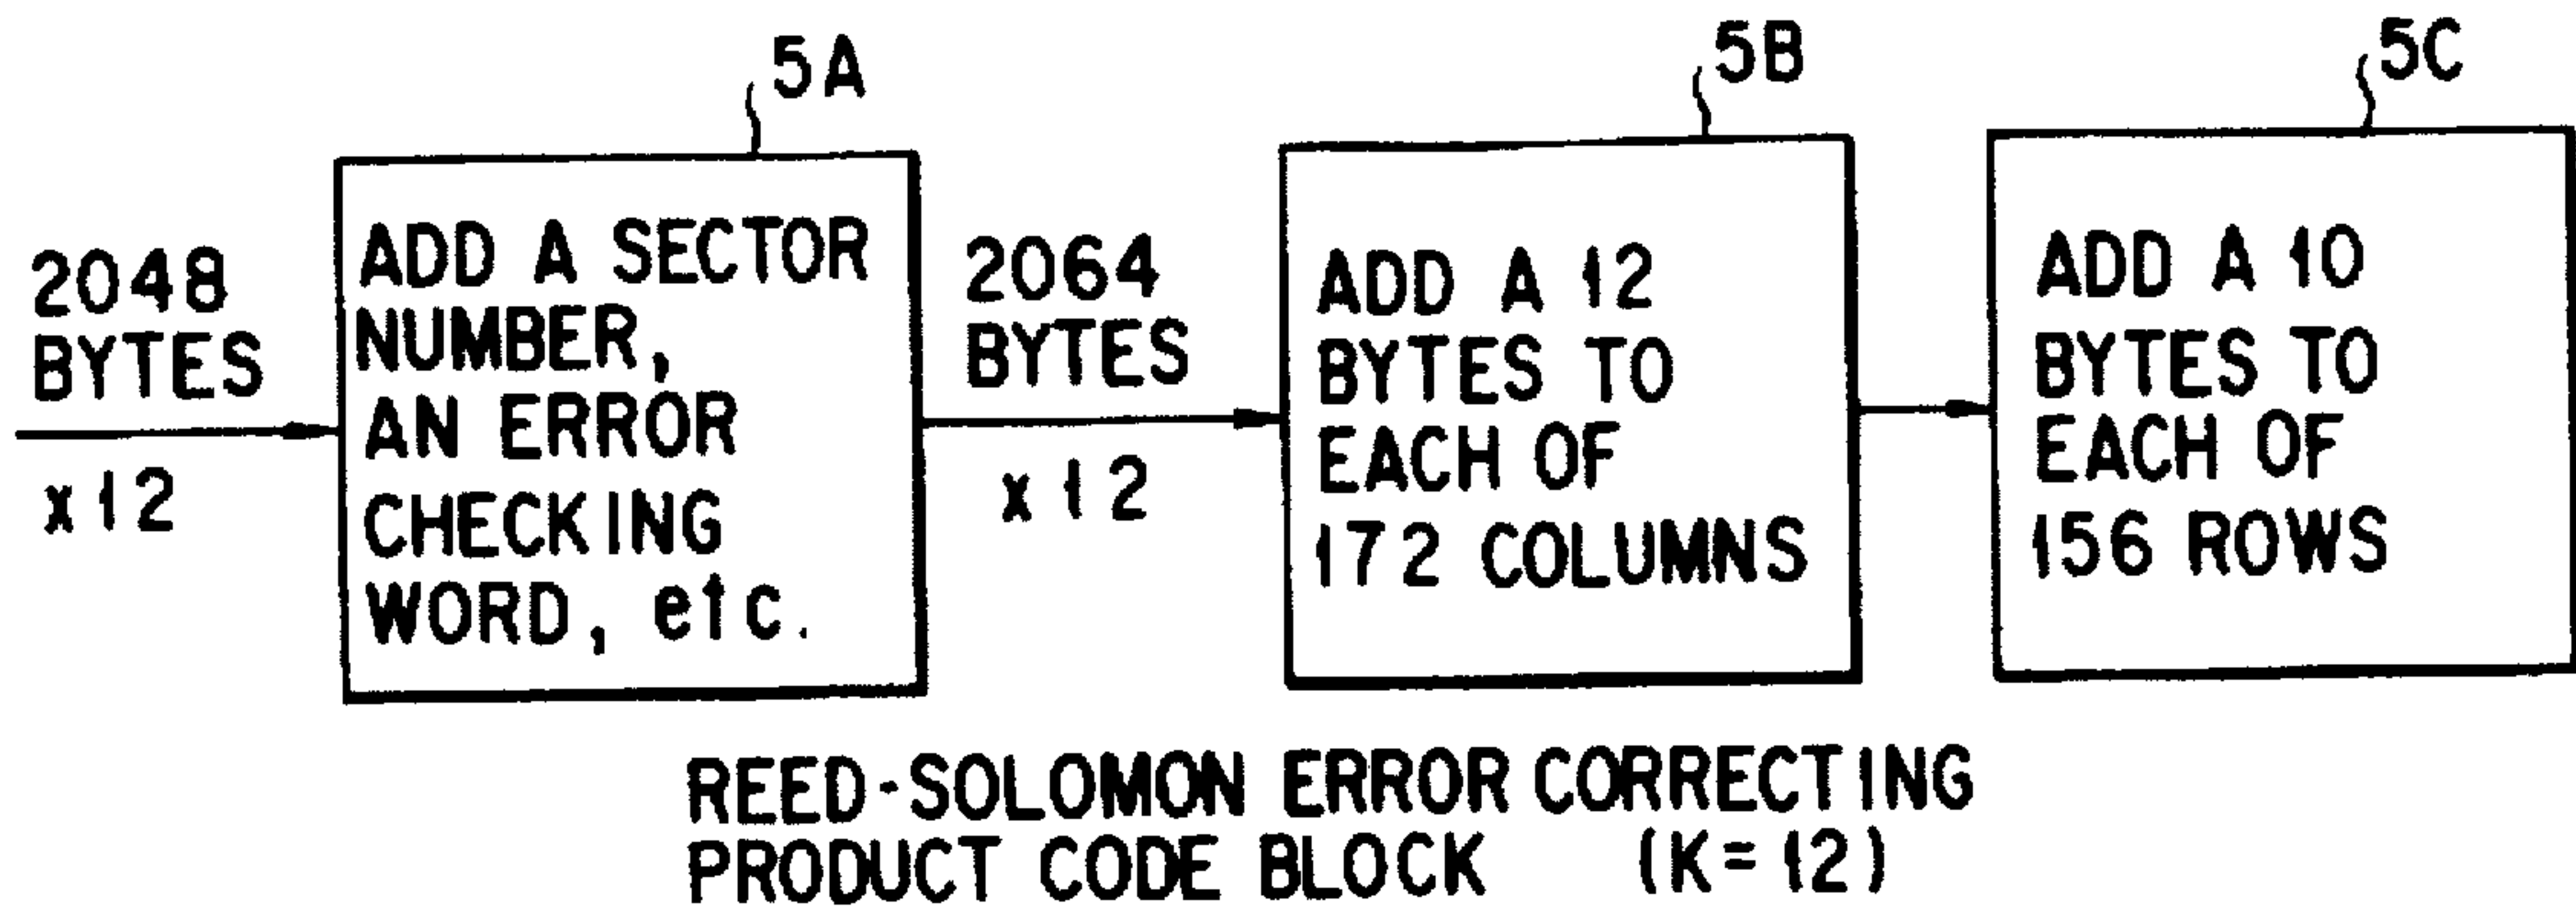 5A
5B
5C
2048
BYTES
x12
ADD A SECTOR
NUMBER,
AN ERROR
CHECKING
WORD, etc.
2064
BYTES
x12
ADD A 12
BYTES TO
EACH OF
172 COLUMNS
ADD A 10
BYTES TO
EACH OF
156 ROWS
REED-SOLOMON ERROR CORRECTING
PRODUCT CODE BLOCK (K=12)